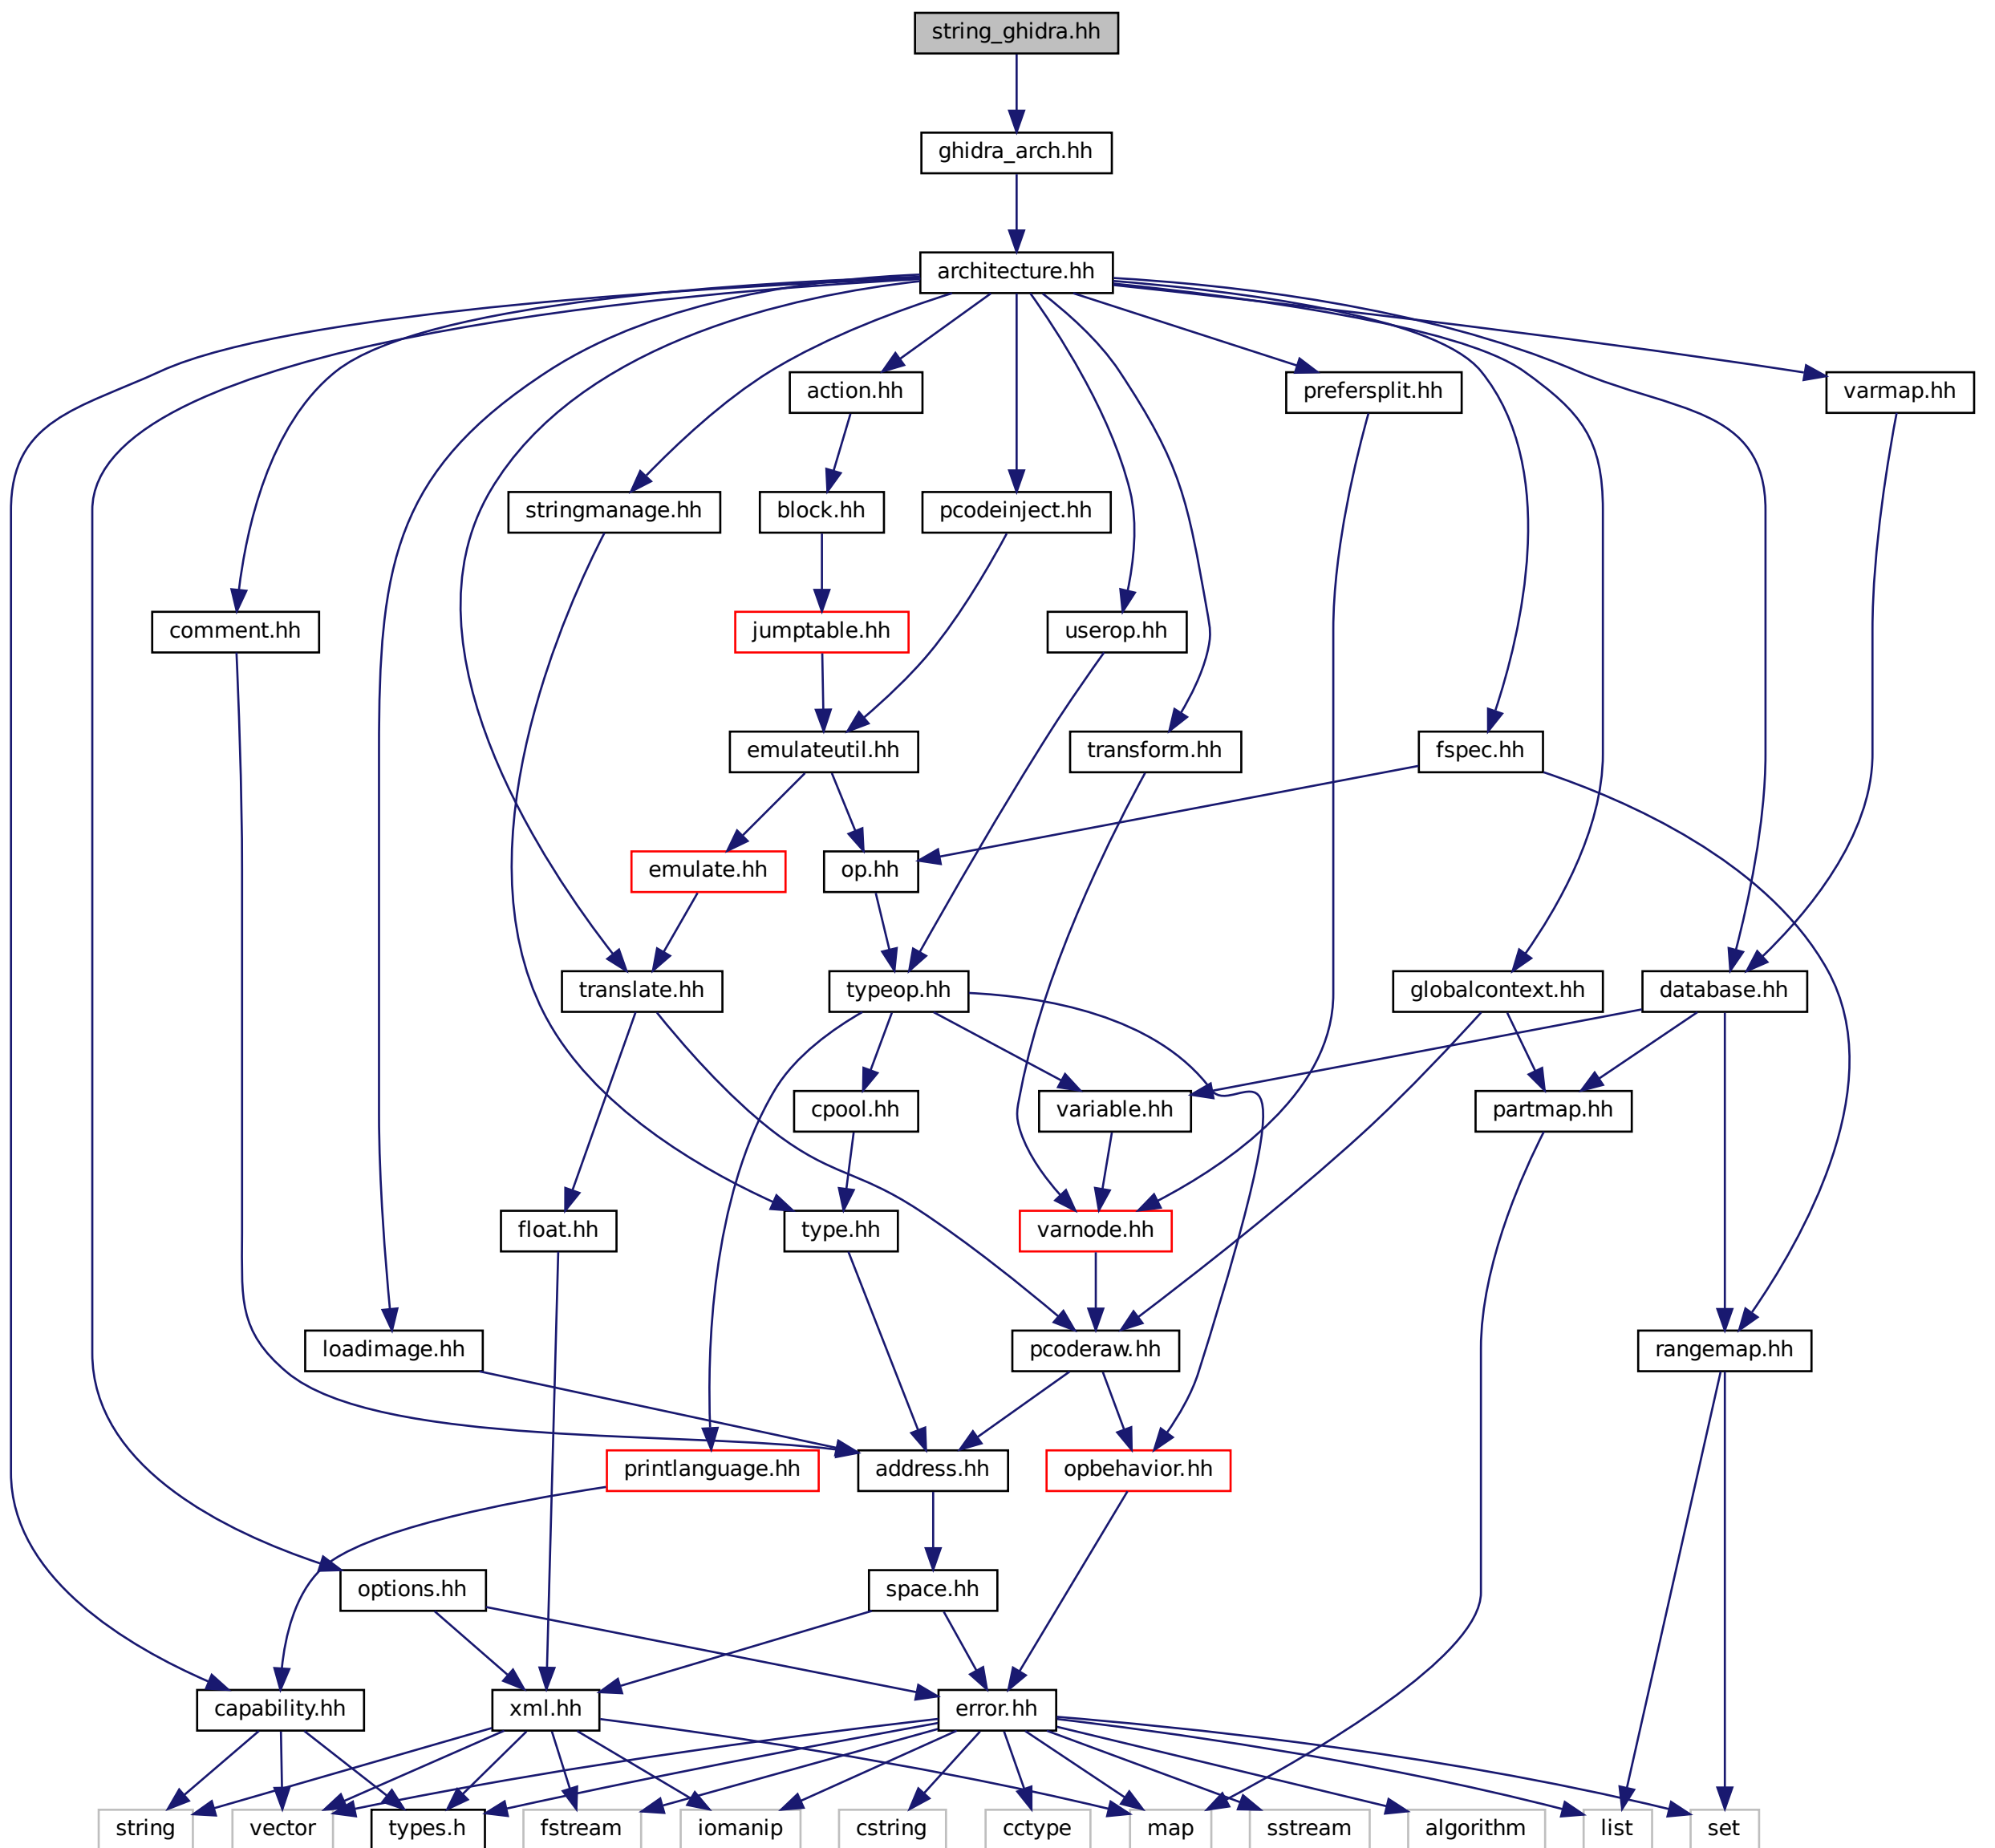 string_ghidra.hh
ghidra_arch.hh
architecture.hh
action.hh
prefersplit.hh
varmap.hh
stringmanage.hh
block.hh
pcodeinject.hh
comment.hh
jumptable.hh
userop.hh
emulateutil.hh
transform.hh
fspec.hh
emulate.hh
op.hh
translate.hh
typeop.hh
globalcontext.hh
database.hh
cpool.hh
variable.hh
partmap.hh
float.hh
type.hh
varnode.hh
loadimage.hh
pcoderaw.hh
rangemap.hh
printlanguage.hh
address.hh
opbehavior.hh
options.hh
space.hh
capability.hh
xml.hh
error.hh
string
vector
types.h
fstream
iomanip
cstring
cctype
map
sstream
algorithm
list
set